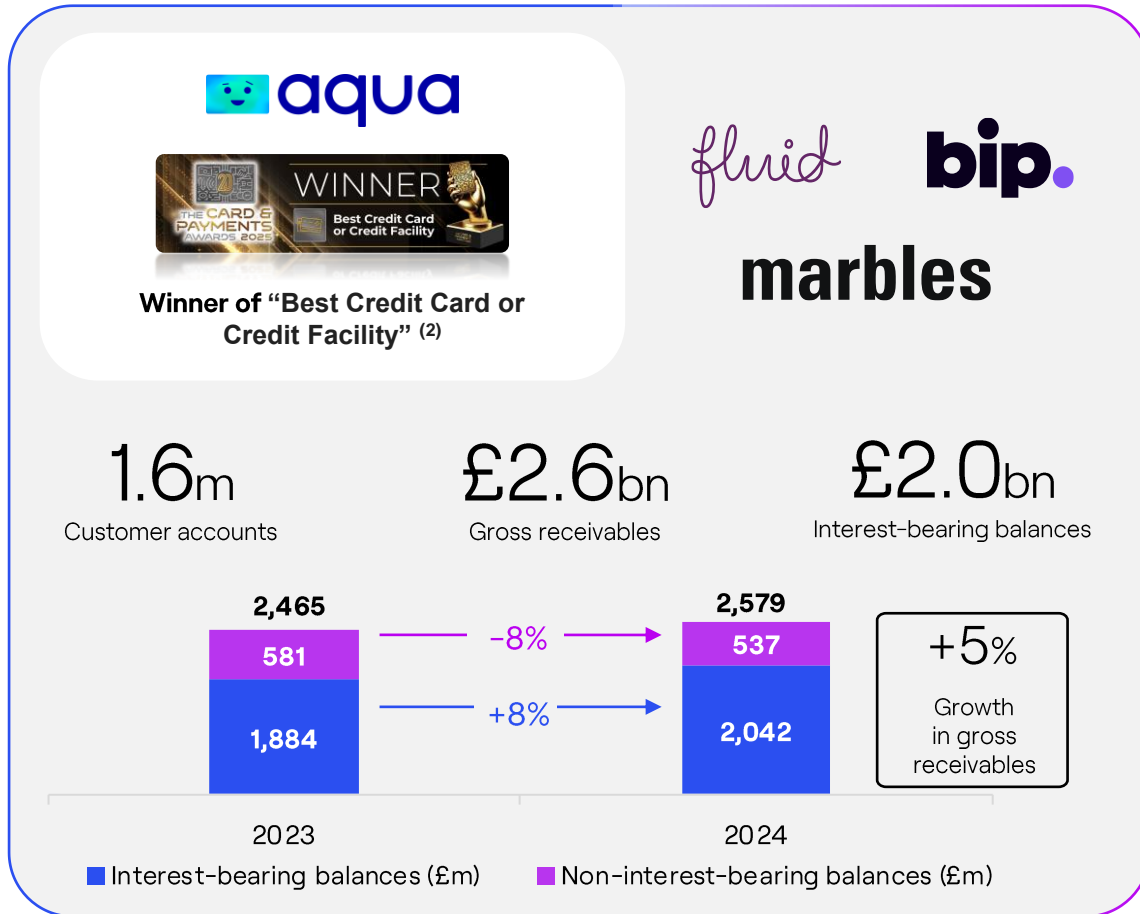 aqua
THE CARD &
PAYMENTS
AWARDS 2025
WINNER
Best Credit Card
or Credit Facility
Winner of “Best Credit Card or
Credit Facility” (2)
fluid
bip.
marbles
1.6m
Customer accounts
£2.6bn
Gross receivables
£2.0bn
Interest-bearing balances
2,465
581
1,884
-8%
+8%
2,579
537
2,042
+5%
Growth
in gross
receivables
2023
2024
Interest-bearing balances (£m)
Non-interest-bearing balances (£m)